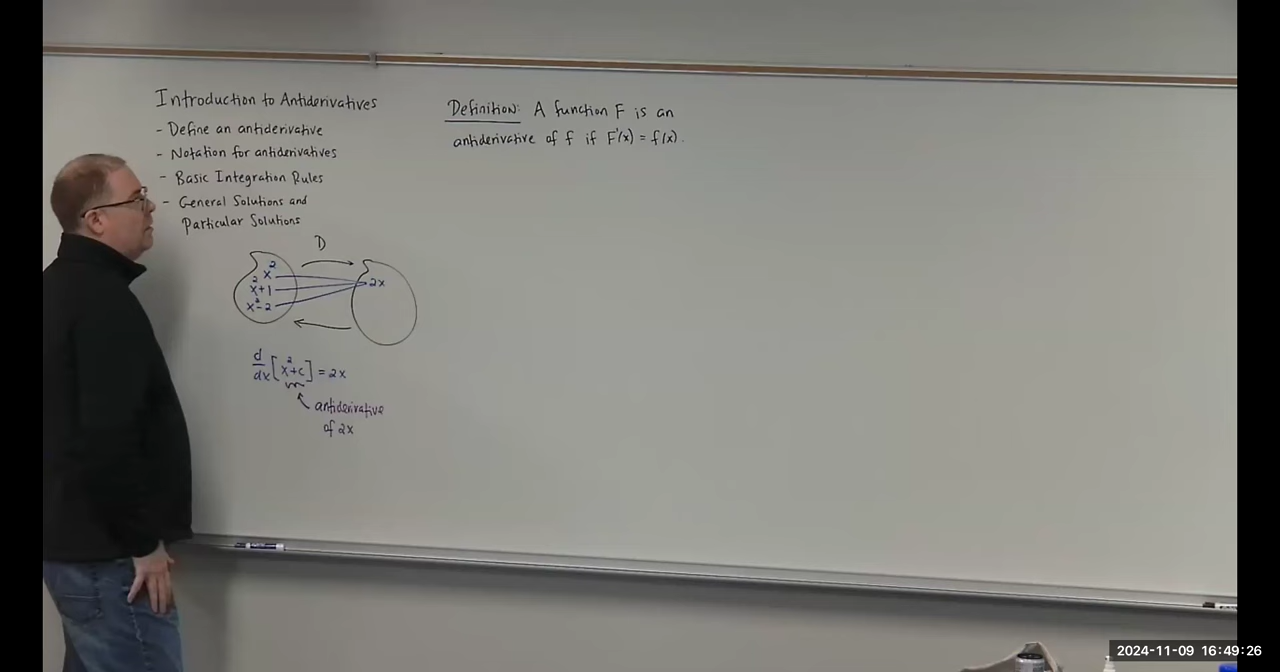 Introduction to Antiderivatives
- Define an antiderivative
- Notation for antiderivatives
- Basic Integration Rules
- General Solutions and
Particular Solutions
D
x²
x²+1
x²-2
2x
d/dx [x²+c] = 2x
antiderivative
of 2x
Definition: A function F is an
antiderivative of f if F'(x) = f(x).
2024-11-09 16:49:26